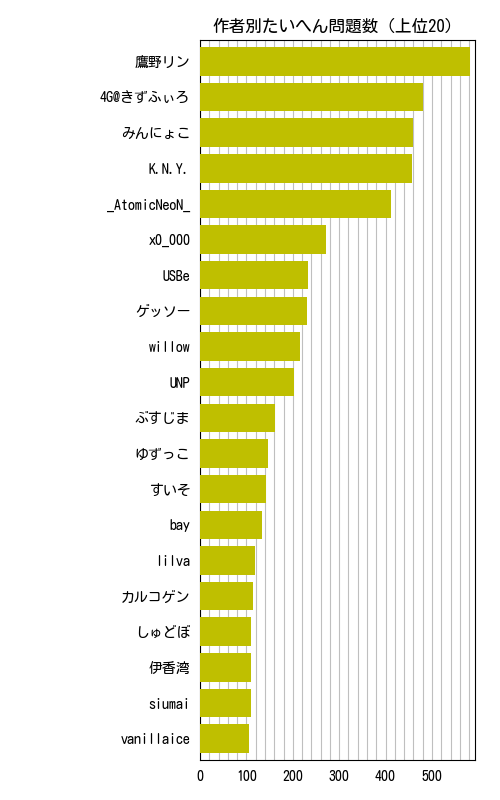 作者別たいへん問題数（上位20）
鷹野リン
4G@きずふぃろ
みんにょこ
K.N.Y.
_AtomicNeoN_
x0_000
USBe
ゲッソー
willow
UNP
ぶすじま
ゆずっこ
すいそ
bay
lilva
カルコゲン
しゅどぼ
伊香湾
siumai
vanillaice
0 100 200 300 400 500